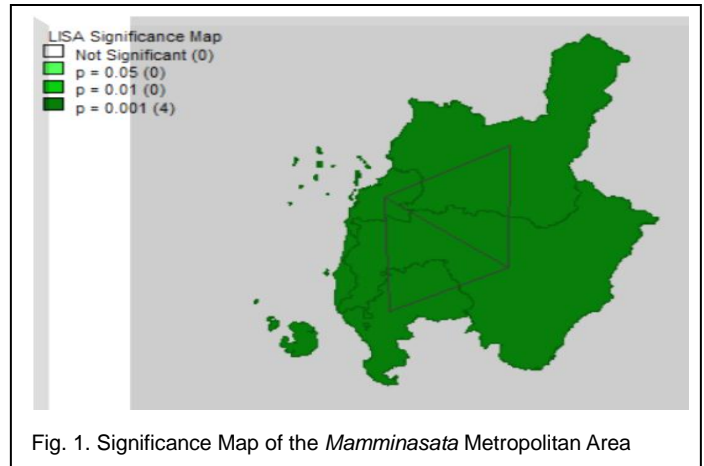 LISA Significance Map
Not Significant (0)
p = 0.05 (0)
p = 0.01 (0)
p = 0.001 (4)
Fig. 1. Significance Map of the Mamminasata Metropolitan Area